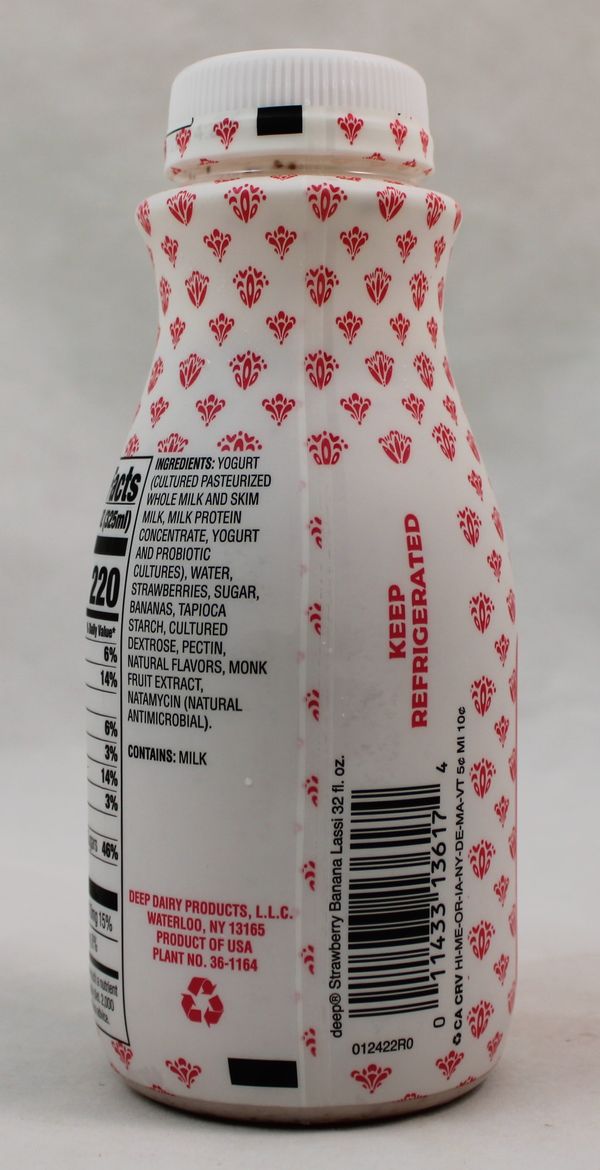 acts
(325ml)
220
Daily Value*
6%
14%
6%
3%
14%
3%
46%
15%
INGREDIENTS: YOGURT
(CULTURED PASTEURIZED
WHOLE MILK AND SKIM
MILK, MILK PROTEIN
CONCENTRATE, YOGURT
AND PROBIOTIC
CULTURES), WATER,
STRAWBERRIES, SUGAR,
BANANAS, TAPIOCA
STARCH, CULTURED
DEXTROSE, PECTIN,
NATURAL FLAVORS, MONK
FRUIT EXTRACT,
NATAMYCIN (NATURAL
ANTIMICROBIAL).
CONTAINS: MILK
DEEP DAIRY PRODUCTS, L.L.C.
WATERLOO, NY 13165
PRODUCT OF USA
PLANT NO. 36-1164
KEEP
REFRIGERATED
deep® Strawberry Banana Lassi 32 fl. oz.
0 11433 13617 4
CA CRV HI-ME-OR-IA-NY-DE-MA-VT 5¢ MI 10¢
012422R0